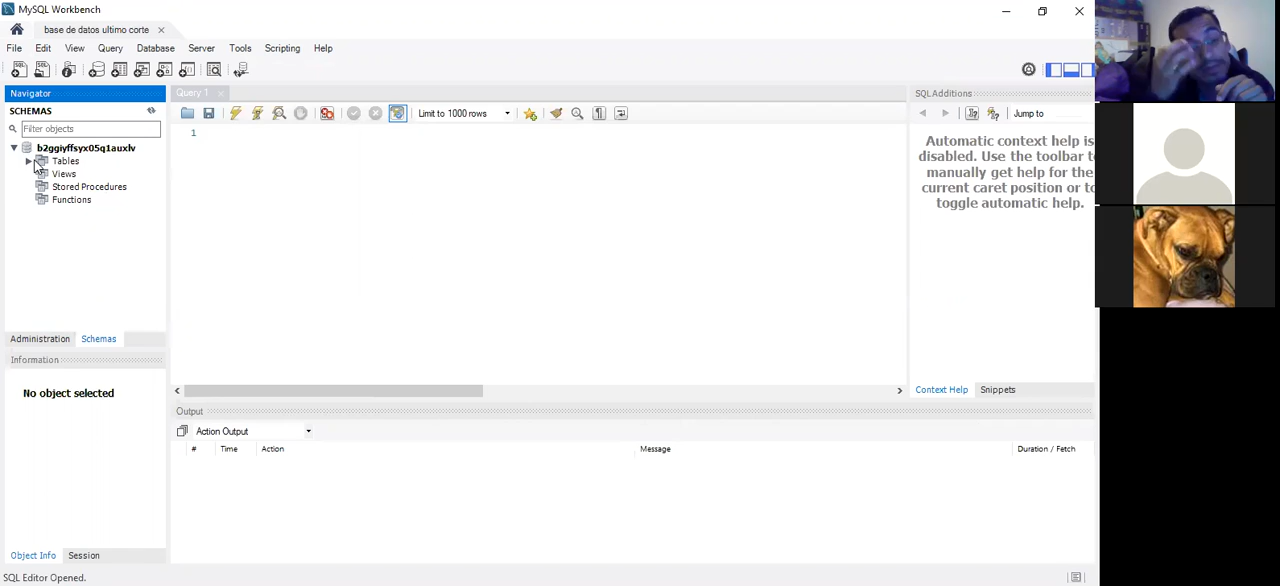 MySQL Workbench
base de datos ultimo corte
File Edit View Query Database Server Tools Scripting Help
Navigator
SCHEMAS
Filter objects
b2ggiyffsyx05q1auxlv
Tables
Views
Stored Procedures
Functions
Administration Schemas
Information
No object selected
Object Info Session
SQL Editor Opened.
Query 1
Limit to 1000 rows
1
Output
Action Output
# Time Action Message Duration / Fetch
SQLAdditions
Jump to
Automatic context help is
disabled. Use the toolbar to
manually get help for the
current caret position or to
toggle automatic help.
Context Help Snippets